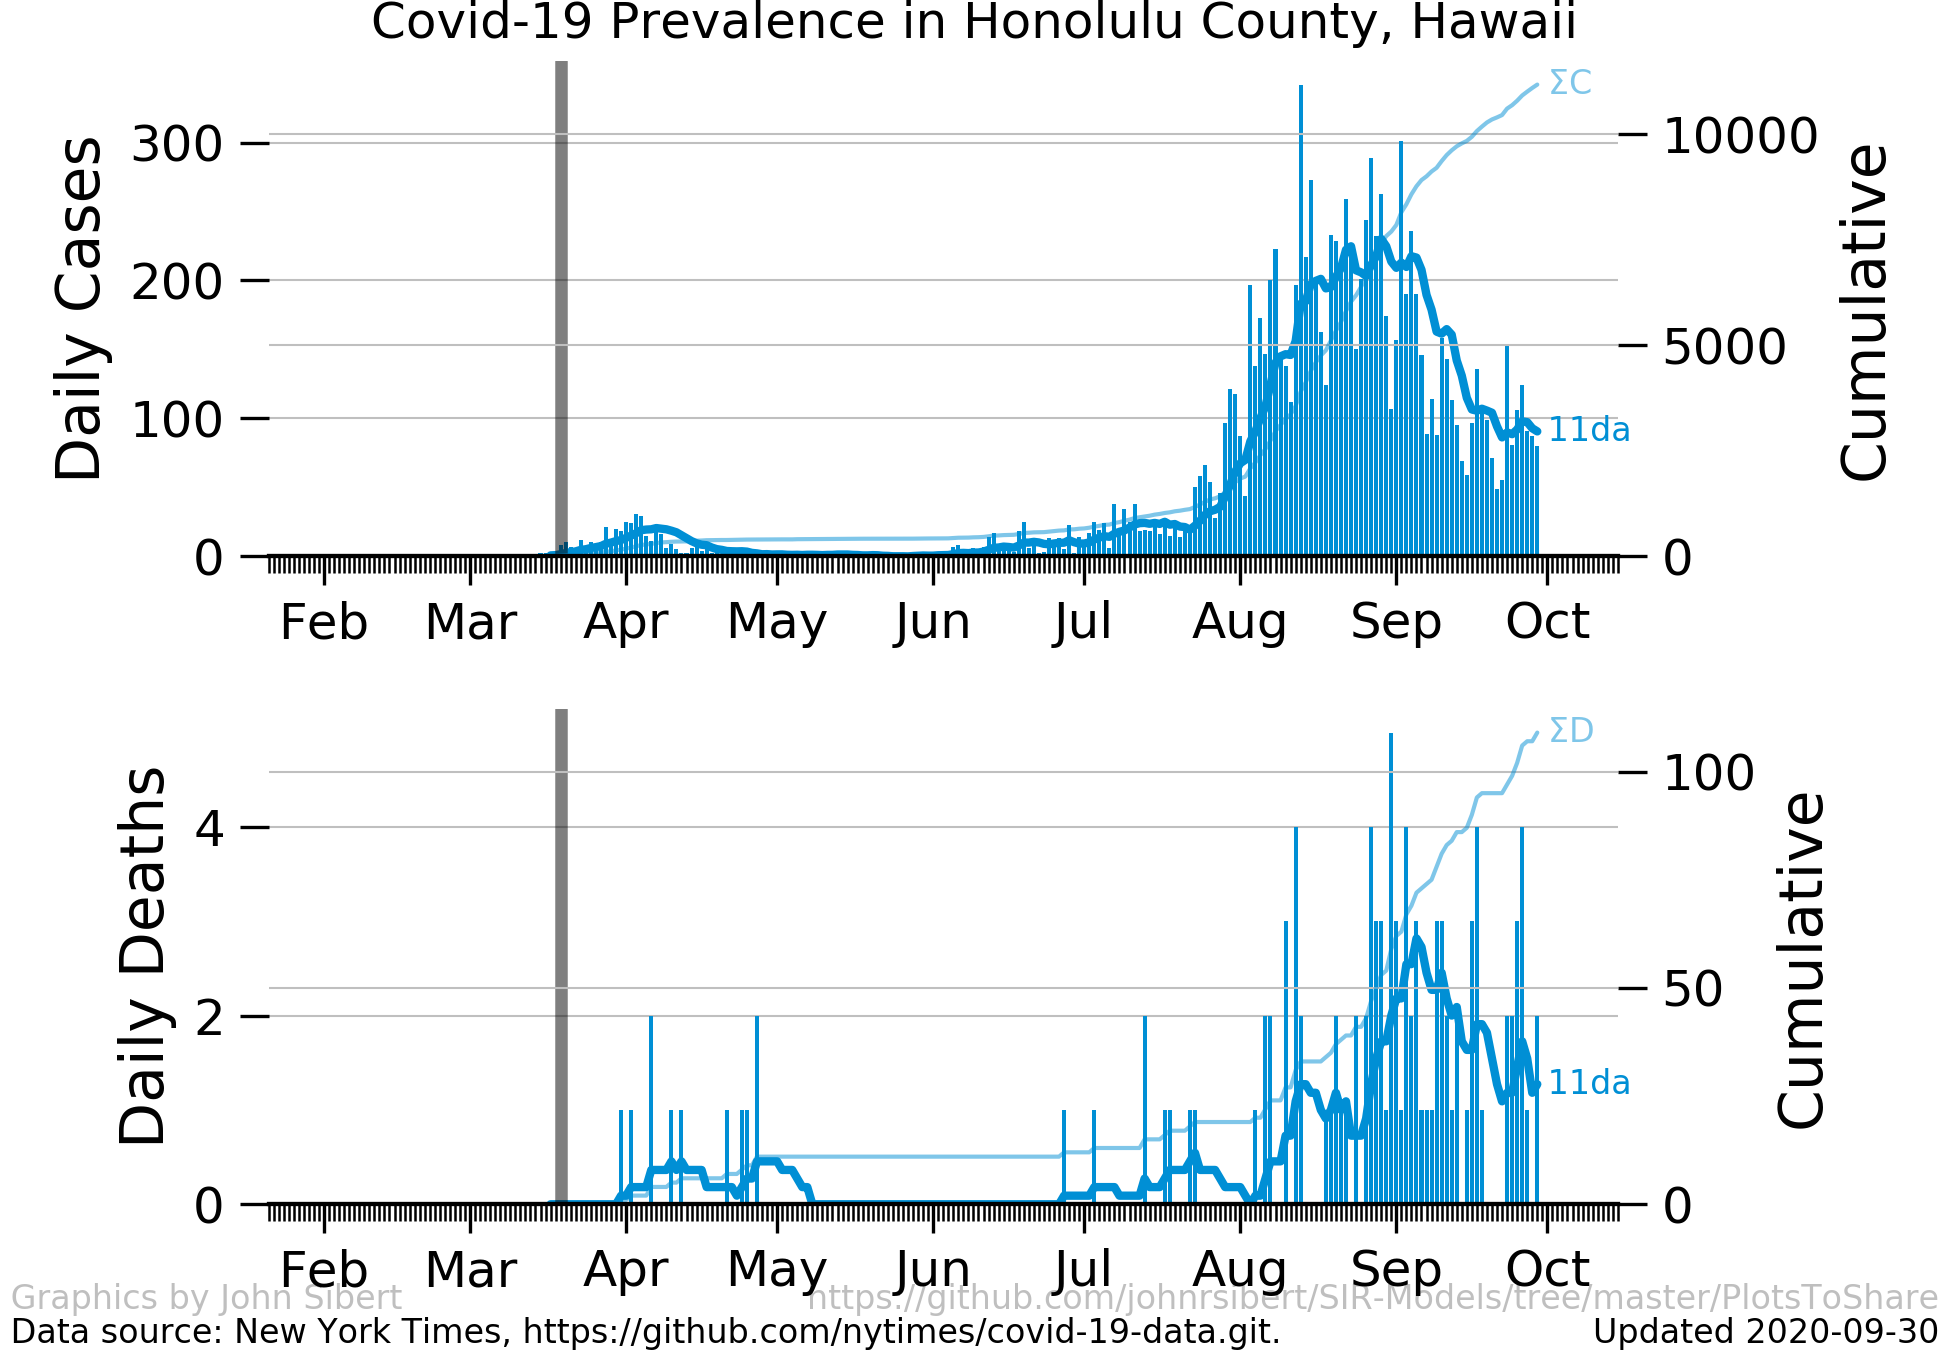 Covid-19 Prevalence in Honolulu County, Hawaii
Daily Cases
300
200
100
0
ΣC
11da
10000
5000
0
Cumulative
Feb Mar Apr May Jun Jul Aug Sep Oct
Daily Deaths
4
2
0
ΣD
11da
100
50
0
Cumulative
Feb Mar Apr May Jun Jul Aug Sep Oct
Graphics by John Sibert https://github.com/johnrsibert/SIR-Models/tree/master/PlotsToShare
Data source: New York Times, https://github.com/nytimes/covid-19-data.git. Updated 2020-09-30